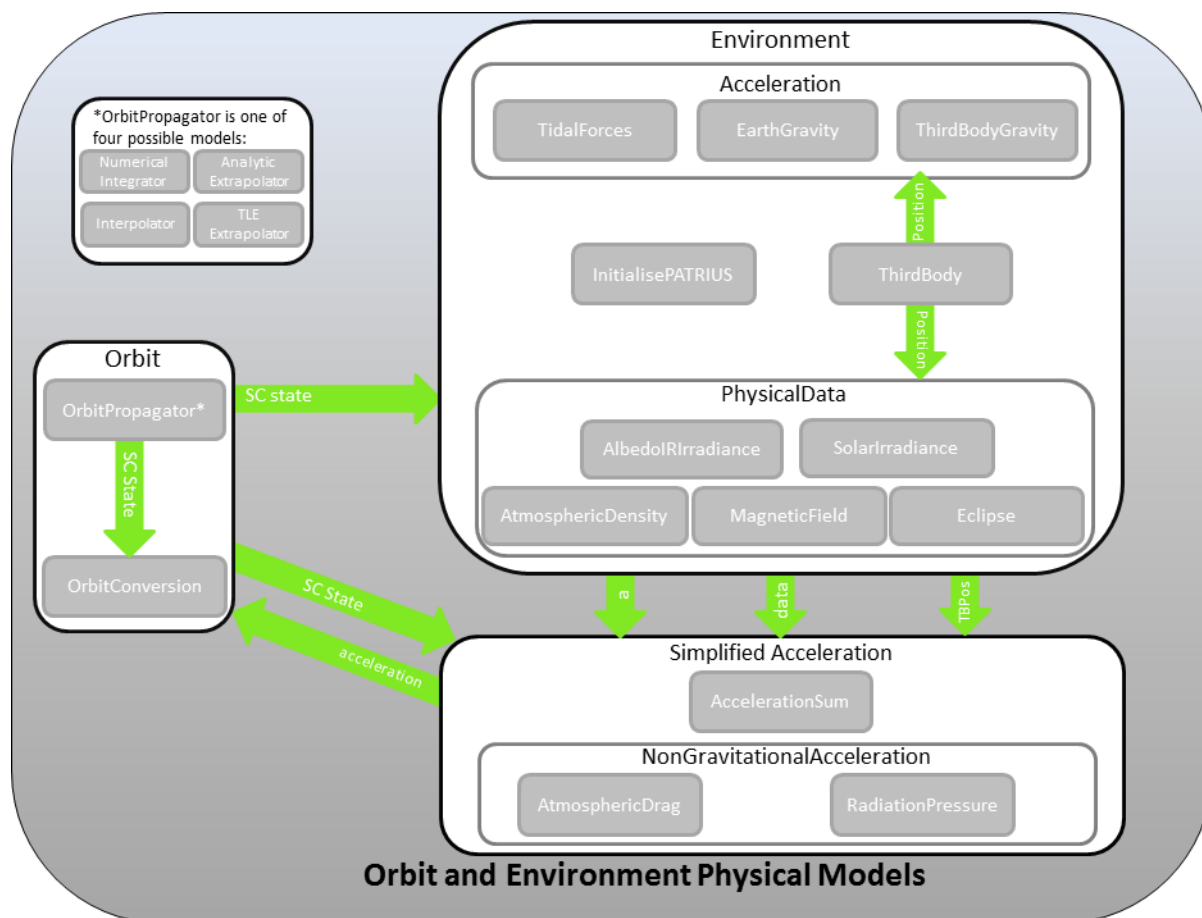 Environment
Acceleration
TidalForces
EarthGravity
ThirdBodyGravity
*OrbitPropagator is one of
four possible models:
Numerical
Integrator
Analytic
Extrapolator
Interpolator
TLE
Extrapolator
Position
InitialisePATRIUS
ThirdBody
Position
Orbit
OrbitPropagator*
SC state
SC State
OrbitConversion
PhysicalData
AlbedoIRIrradiance
SolarIrradiance
AtmosphericDensity
MagneticField
Eclipse
SC State
acceleration
a
data
TBPos
Simplified Acceleration
AccelerationSum
NonGravitationalAcceleration
AtmosphericDrag
RadiationPressure
Orbit and Environment Physical Models